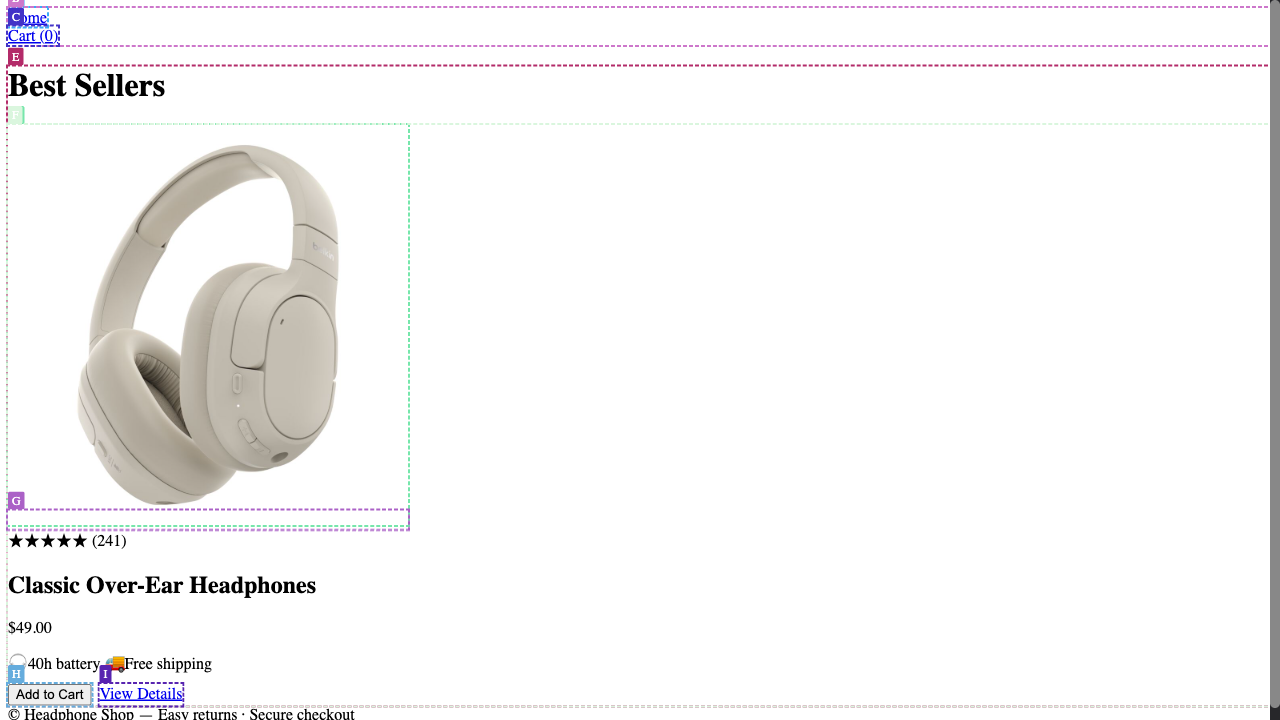 C
ome
Cart (0)
E
Best Sellers
F
G
★★★★★ (241)
Classic Over-Ear Headphones
$49.00
40h battery 🚚Free shipping
H
I
Add to Cart View Details
© Headphone Shop — Easy returns · Secure checkout